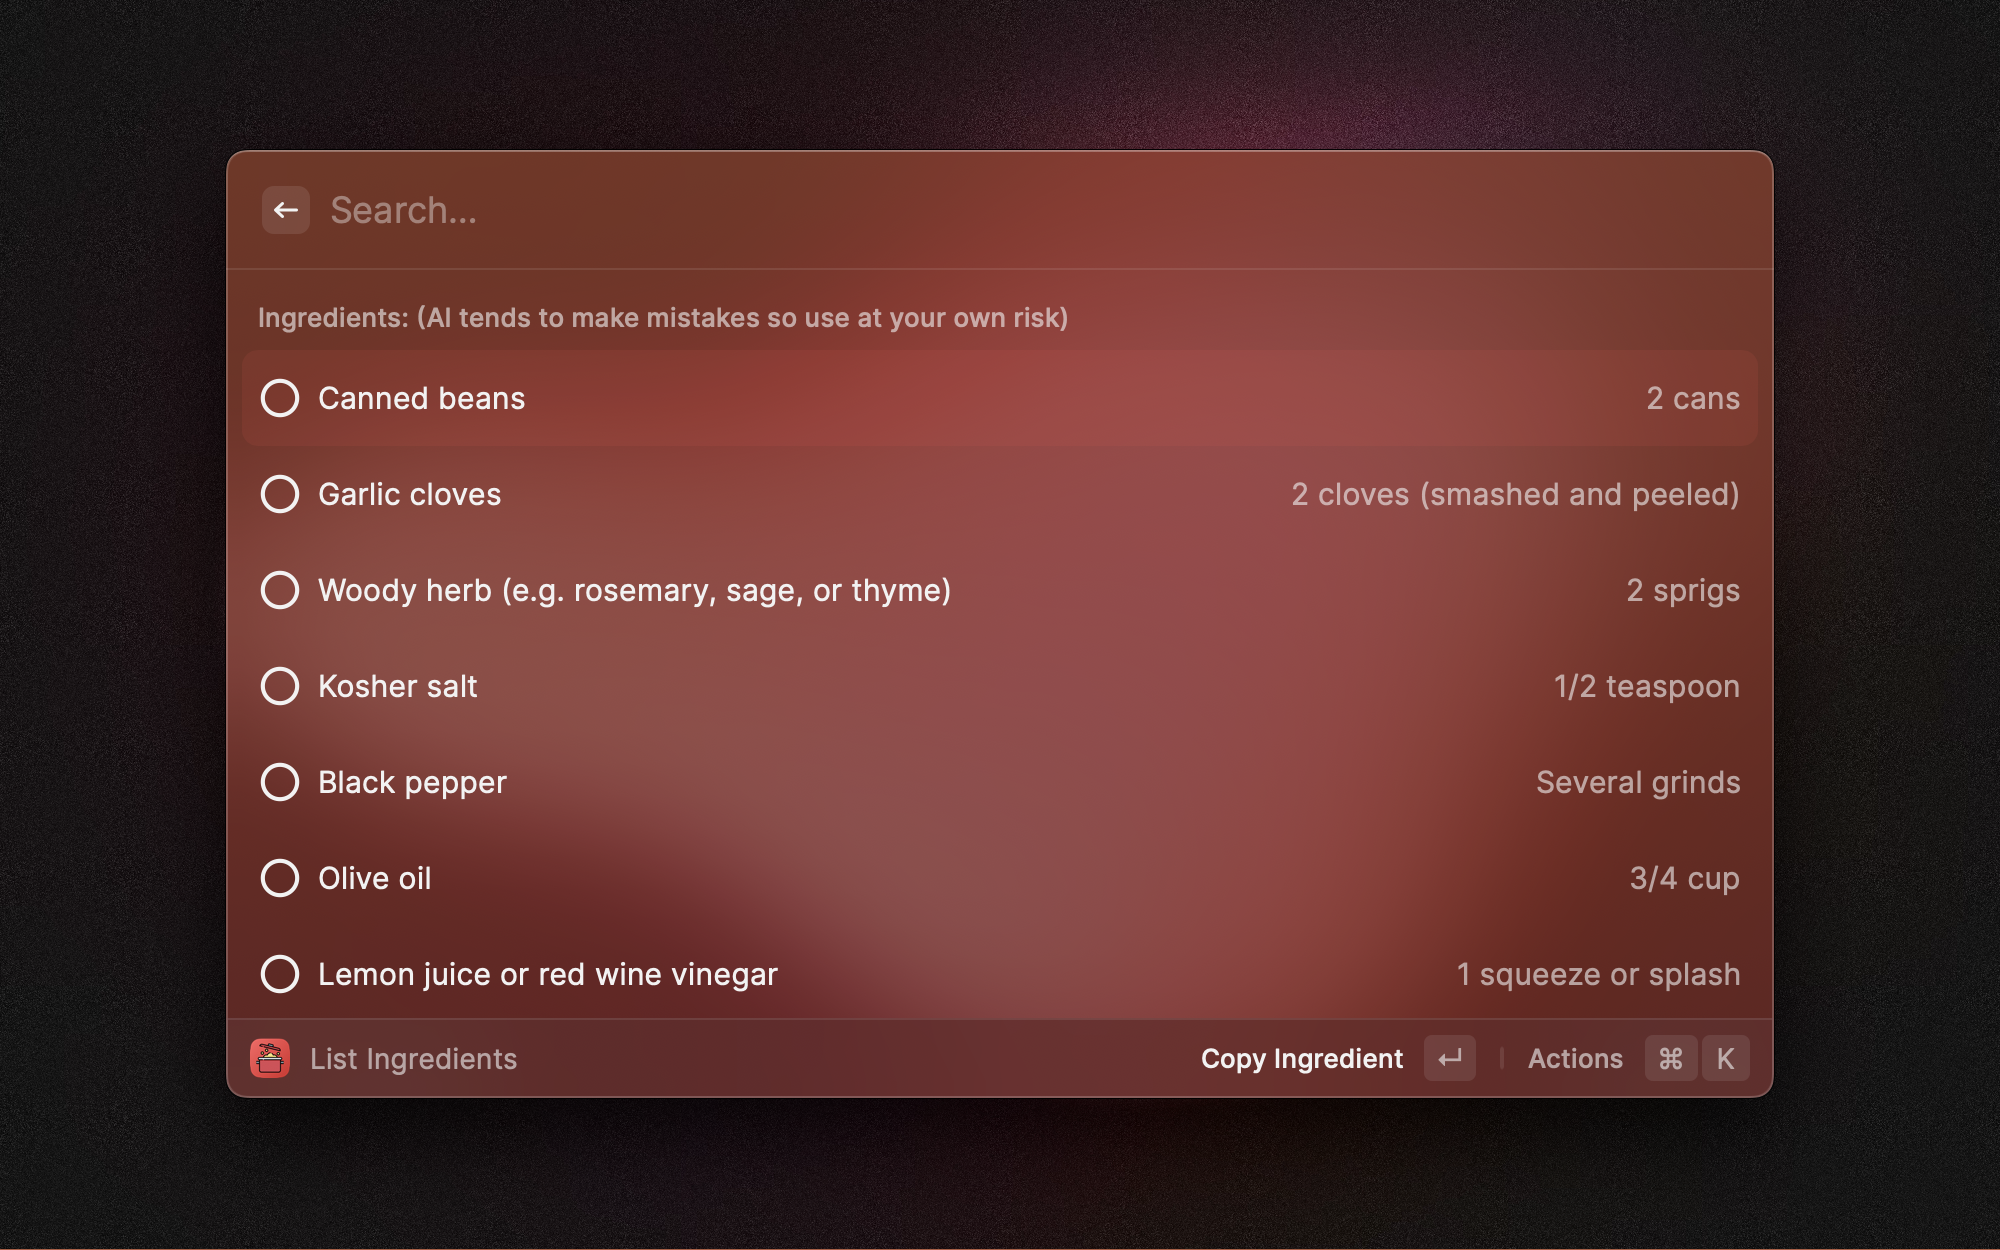 Search...
Ingredients: (AI tends to make mistakes so use at your own risk)
Canned beans 2 cans
Garlic cloves 2 cloves (smashed and peeled)
Woody herb (e.g. rosemary, sage, or thyme) 2 sprigs
Kosher salt 1/2 teaspoon
Black pepper Several grinds
Olive oil 3/4 cup
Lemon juice or red wine vinegar 1 squeeze or splash
List Ingredients Copy Ingredient ↵ Actions ⌘ K